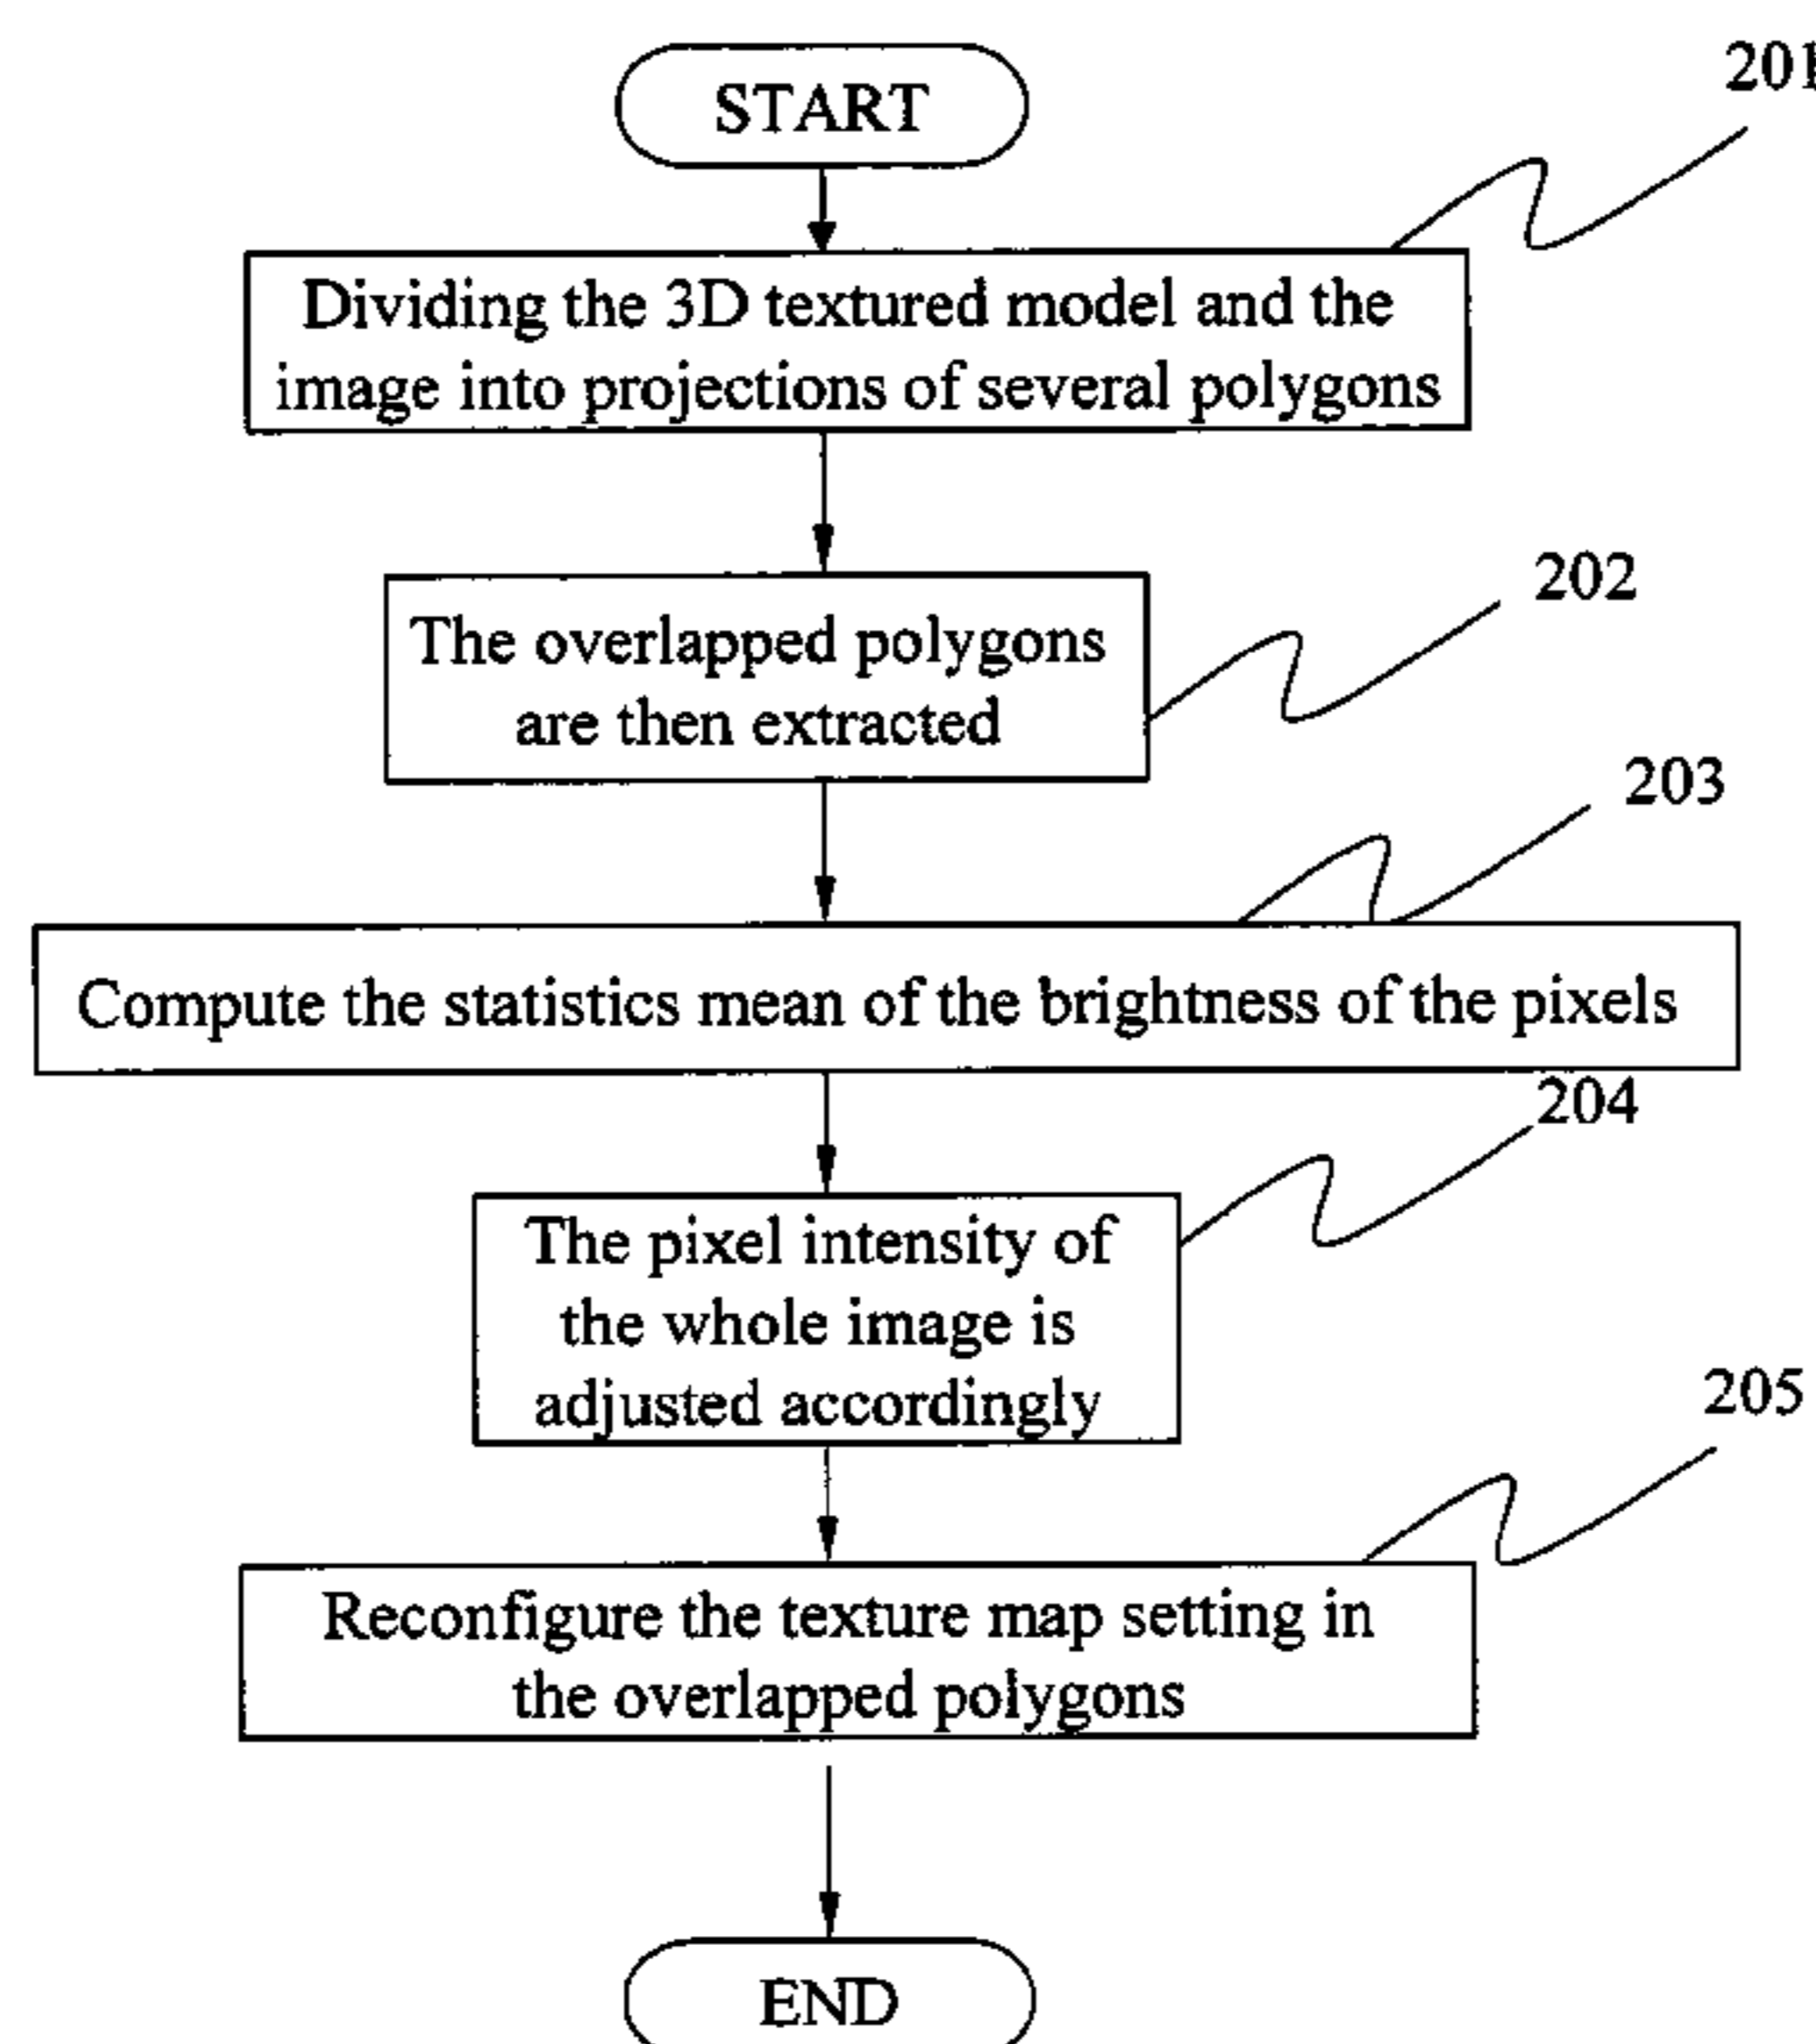 START
201
Dividing the 3D textured model and the
image into projections of several polygons
202
The overlapped polygons
are then extracted
203
Compute the statistics mean of the brightness of the pixels
204
The pixel intensity of
the whole image is
adjusted accordingly
205
Reconfigure the texture map setting in
the overlapped polygons
END